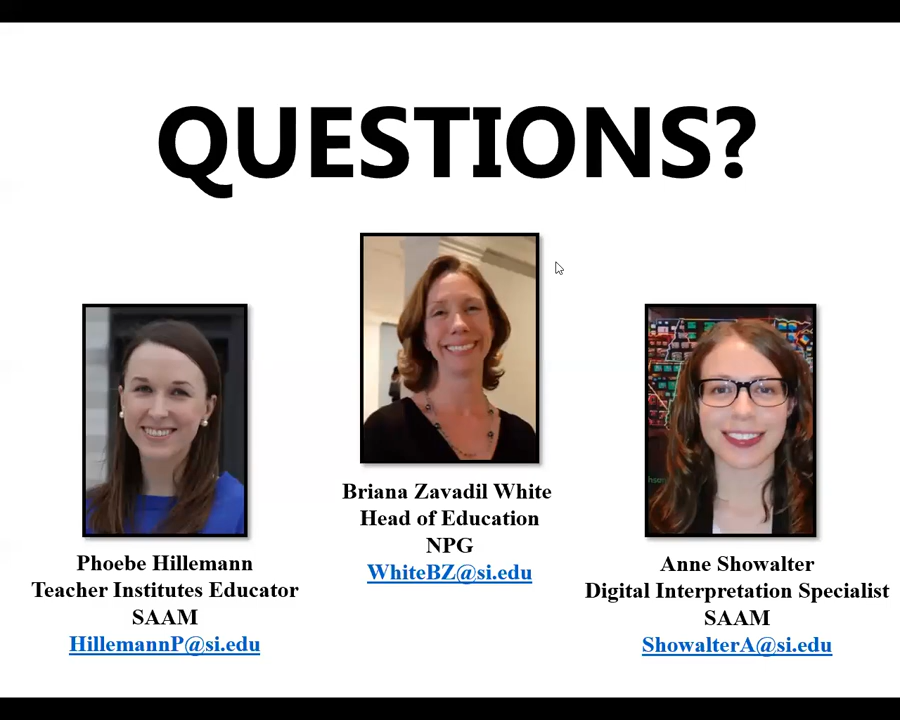 QUESTIONS?
Briana Zavadil White
Head of Education
NPG
WhiteBZ@si.edu
Phoebe Hillemann
Teacher Institutes Educator
SAAM
HillemannP@si.edu
Anne Showalter
Digital Interpretation Specialist
SAAM
ShowalterA@si.edu